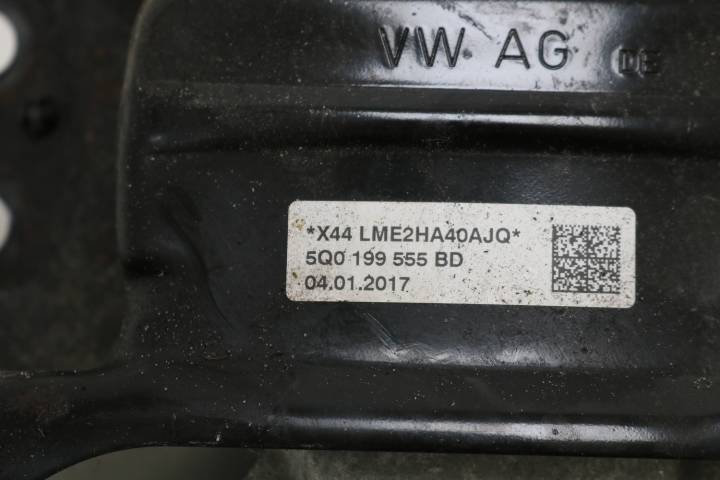 VW AG DE
*X44 LME2HA40AJQ*
5Q0 199 555 BD
04.01.2017